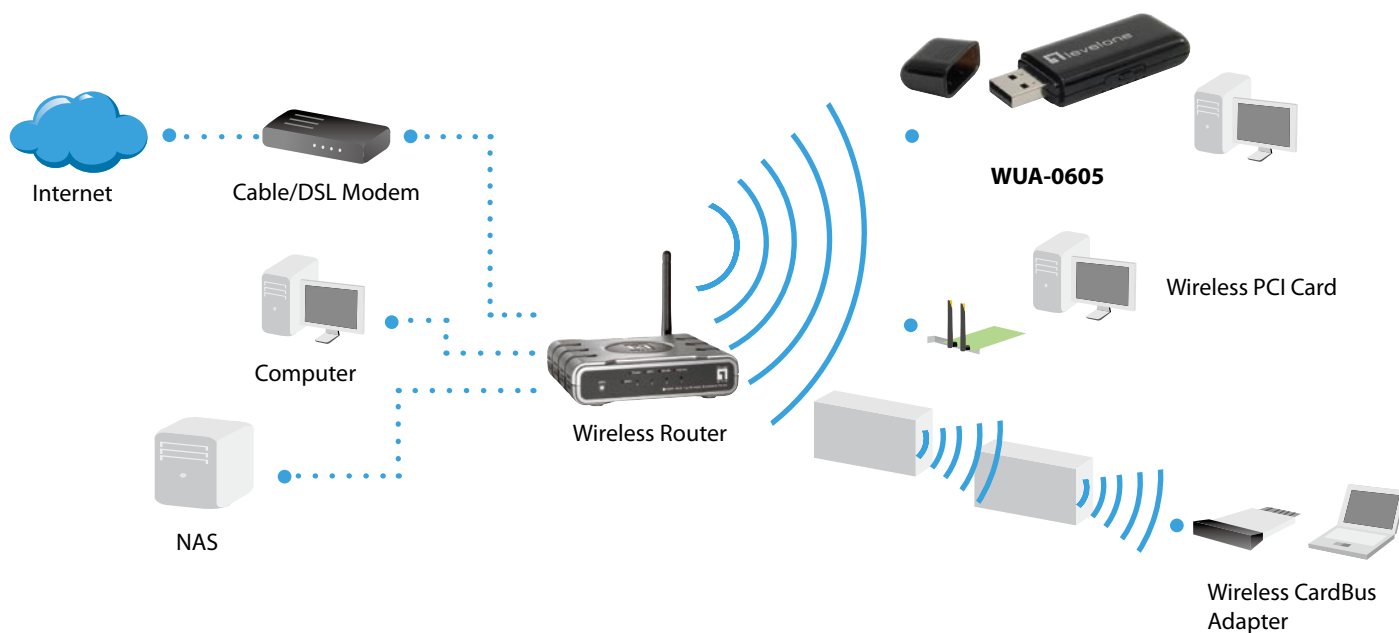 levelone
Internet
Cable/DSL Modem
WUA-0605
Wireless PCI Card
Computer
Wireless Router
NAS
Wireless CardBus
Adapter